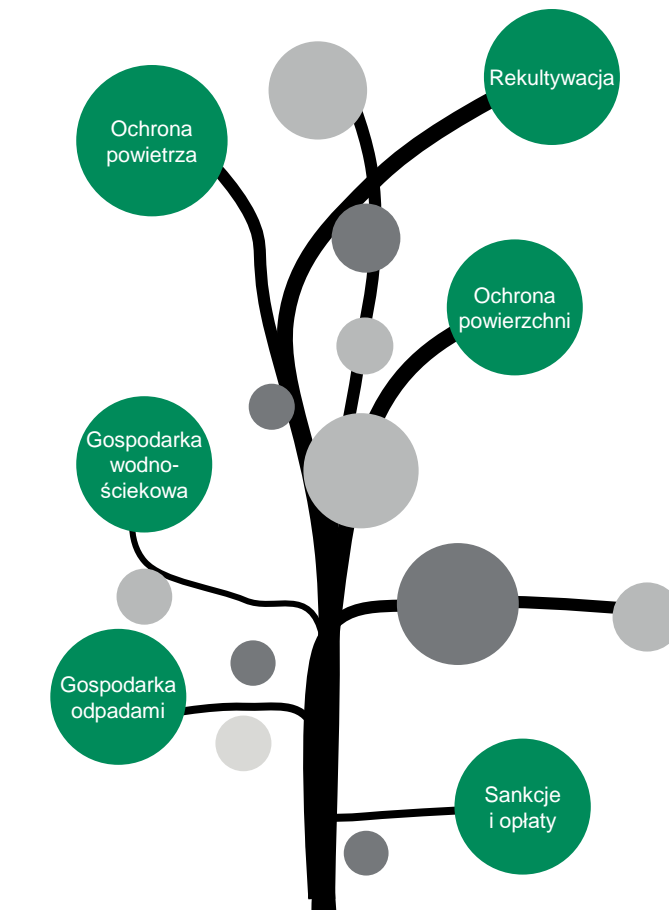 Rekultywacja
Ochrona
powietrza
Ochrona
powierzchni
Gospodarka
wodno-
ściekowa
Gospodarka
odpadami
Sankcje
i opłaty